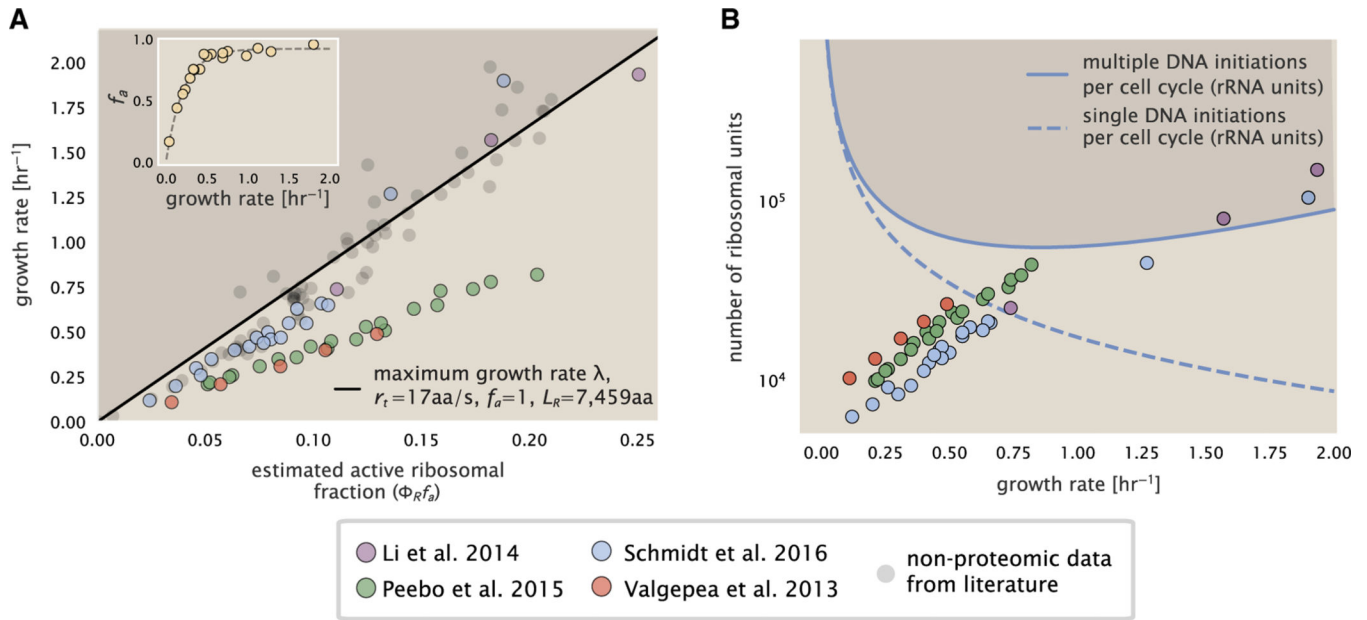 A
growth rate [hr⁻¹]
2.00
1.75
1.50
1.25
1.00
0.75
0.50
0.25
0.00
0.00
0.05
0.10
0.15
0.20
0.25
estimated active ribosomal
fraction (Φ_R f_a)
f_a
1.0
0.5
0.0
0.0
0.5
1.0
1.5
2.0
growth rate [hr⁻¹]
maximum growth rate λ,
r_t=17aa/s, f_a=1, L_R=7,459aa
B
number of ribosomal units
10⁵
10⁴
multiple DNA initiations
per cell cycle (rRNA units)
single DNA initiations
per cell cycle (rRNA units)
0.00
0.25
0.50
0.75
1.00
1.25
1.50
1.75
2.00
growth rate [hr⁻¹]
Li et al. 2014
Peebo et al. 2015
Schmidt et al. 2016
Valgepea et al. 2013
non-proteomic data
from literature